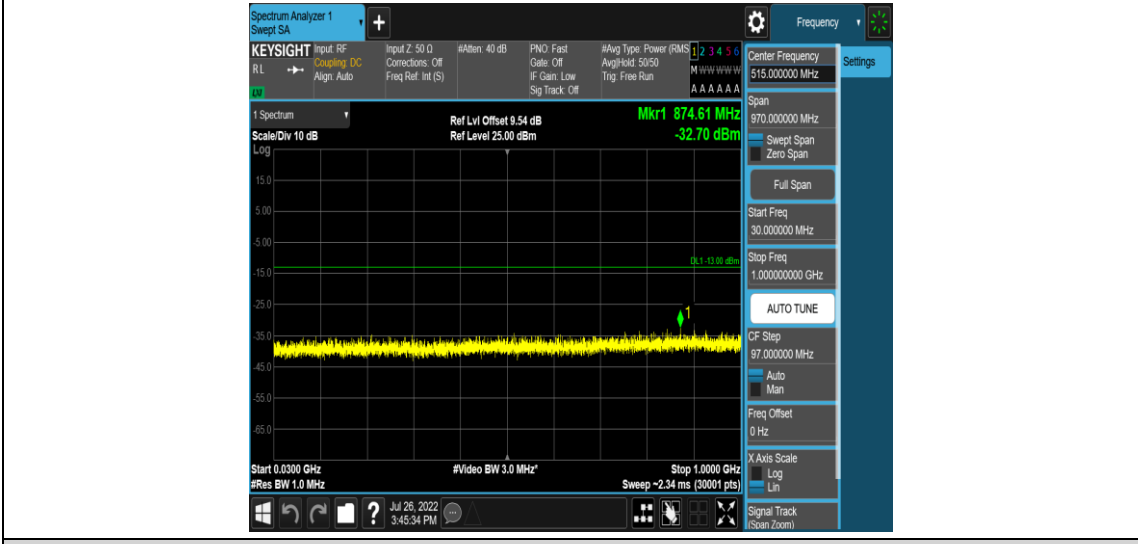 Spectrum Analyzer 1
Swept SA
+
Frequency
KEYSIGHT
RL
LXI
Input: RF
Coupling: DC
Align: Auto
Input Z: 50 Ω
Corrections: Off
Freq Ref: Int (S)
#Atten: 40 dB
PNO: Fast
Gate: Off
IF Gain: Low
Sig Track: Off
#Avg Type: Power (RMS
Avg|Hold: 50/50
Trig: Free Run
1 2 3 4 5 6
M W W W W W
A A A A A A
1 Spectrum
Scale/Div 10 dB
Ref Lvl Offset 9.54 dB
Ref Level 25.00 dBm
Mkr1 874.61 MHz
-32.70 dBm
Log
15.0
5.00
-5.00
-15.0
-25.0
-35.0
-45.0
-55.0
-65.0
DL1 -13.00 dBm
1
Start 0.0300 GHz
#Res BW 1.0 MHz
#Video BW 3.0 MHz*
Stop 1.0000 GHz
Sweep ~2.34 ms (30001 pts)
Center Frequency
515.000000 MHz
Settings
Span
970.000000 MHz
Swept Span
Zero Span
Full Span
Start Freq
30.000000 MHz
Stop Freq
1.000000000 GHz
AUTO TUNE
CF Step
97.000000 MHz
Auto
Man
Freq Offset
0 Hz
X Axis Scale
Log
Lin
Signal Track
(Span Zoom)
?
Jul 26, 2022
3:45:34 PM